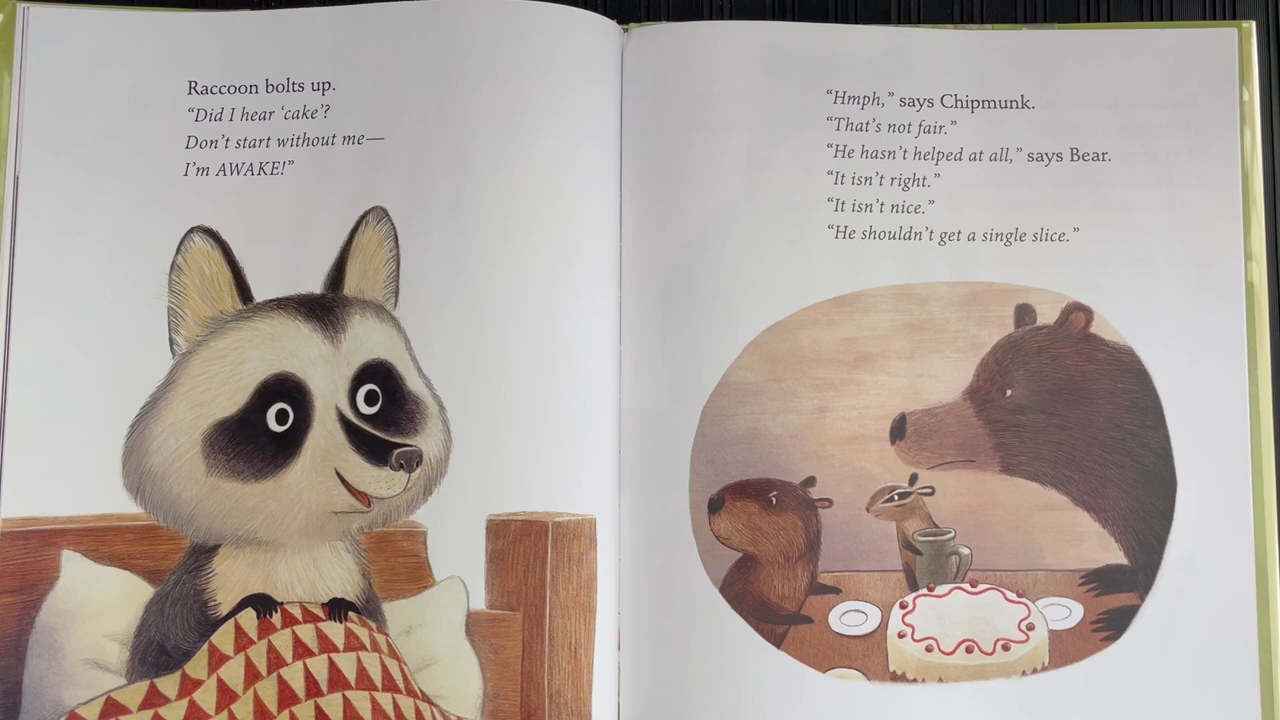 Raccoon bolts up.
“Did I hear ‘cake’?
Don’t start without me—
I’m AWAKE!”
“Hmph,” says Chipmunk.
“That’s not fair.”
“He hasn’t helped at all,” says Bear.
“It isn’t right.”
“It isn’t nice.”
“He shouldn’t get a single slice.”